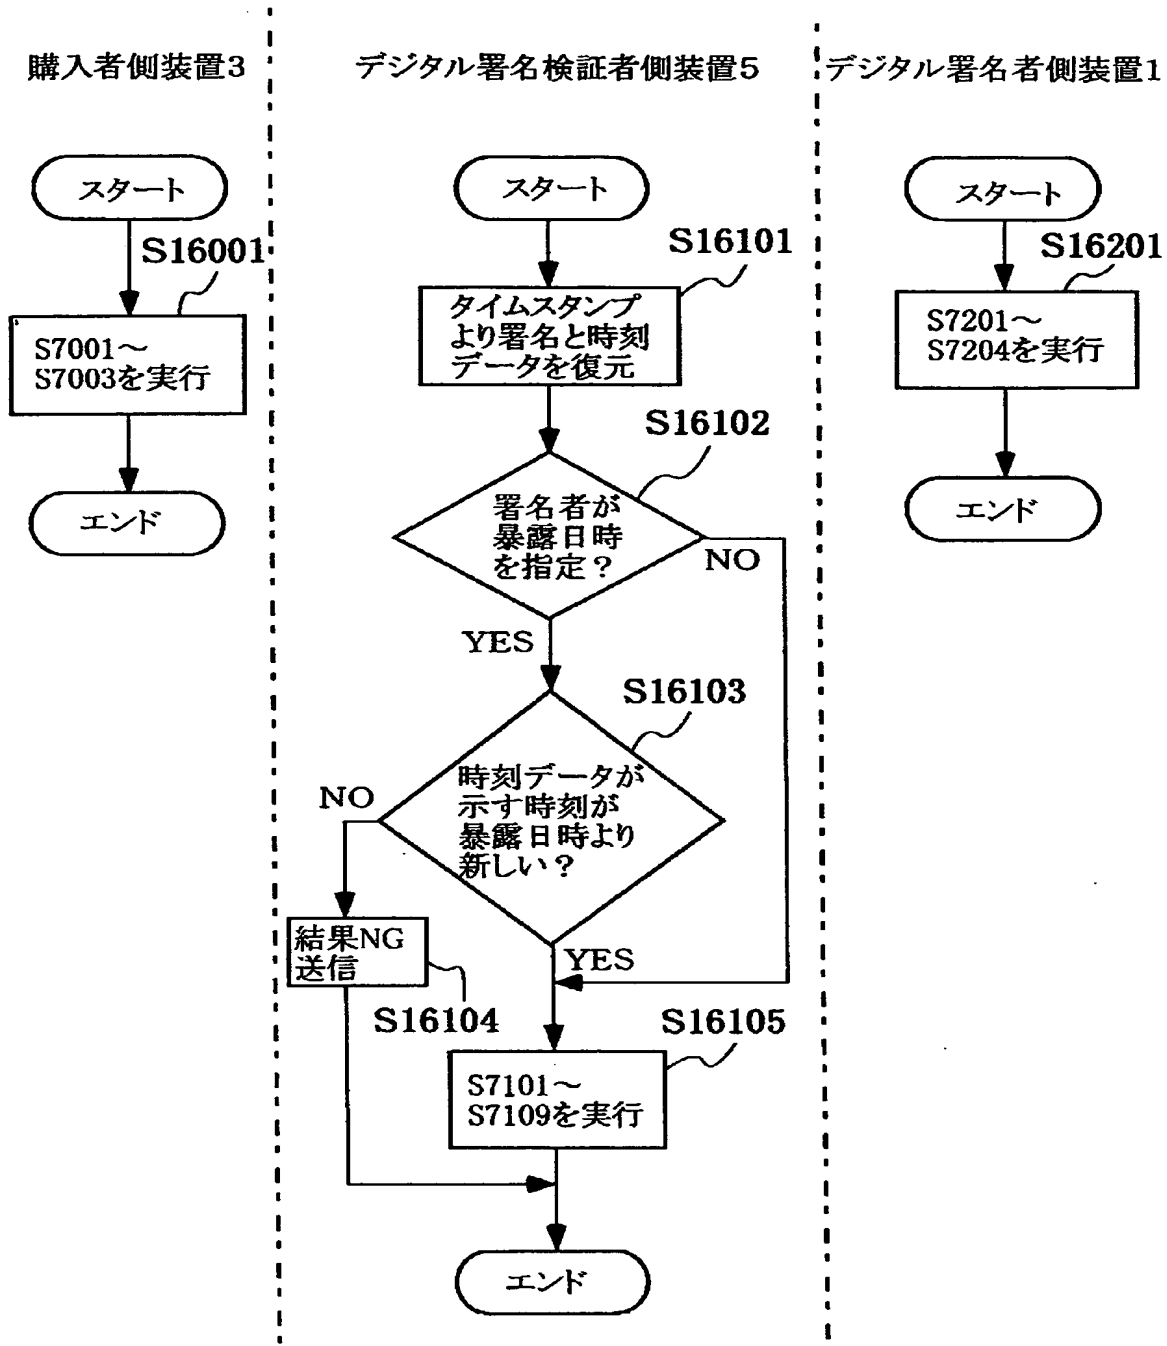 購入者側装置3
スタート
S16001
S7001～
S7003を実行
エンド
デジタル署名検証者側装置5
スタート
S16101
タイムスタンプ
より署名と時刻
データを復元
S16102
署名者が
暴露日時
を指定？
NO
YES
S16103
時刻データが
示す時刻が
暴露日時より
新しい？
NO
YES
結果NG
送信
S16104
S16105
S7101～
S7109を実行
エンド
デジタル署名者側装置1
スタート
S16201
S7201～
S7204を実行
エンド